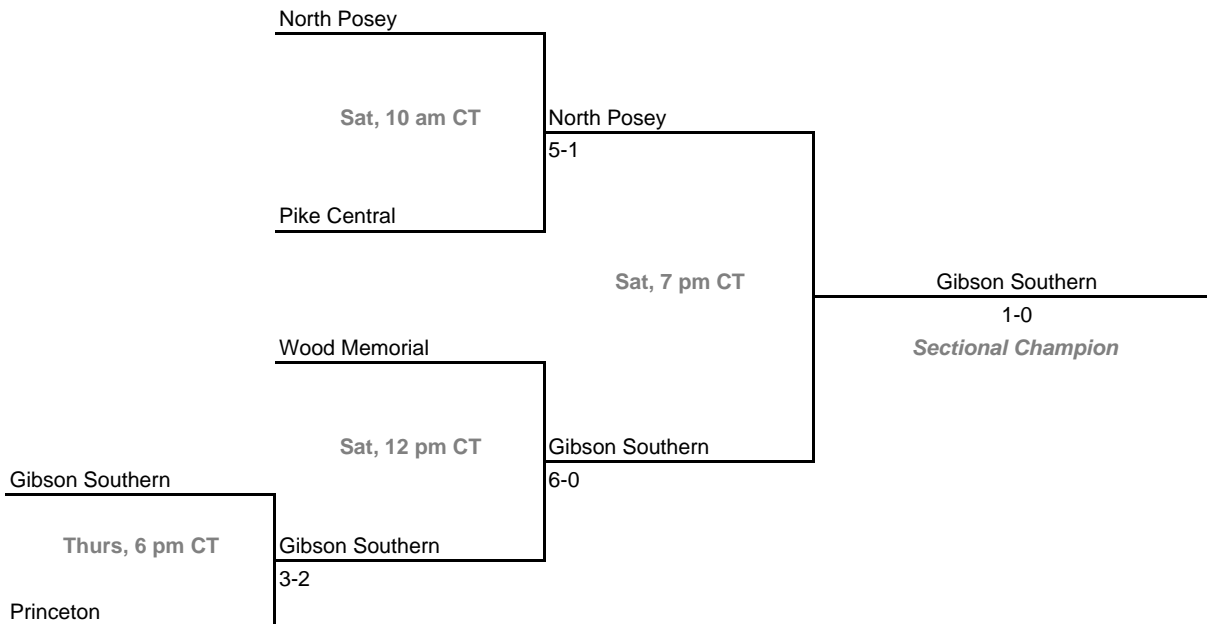 North Posey
Sat, 10 am CT
North Posey
5-1
Pike Central
Sat, 7 pm CT
Gibson Southern
1-0
Wood Memorial
Sectional Champion
Sat, 12 pm CT
Gibson Southern
Gibson Southern
6-0
Thurs, 6 pm CT
Gibson Southern
3-2
Princeton